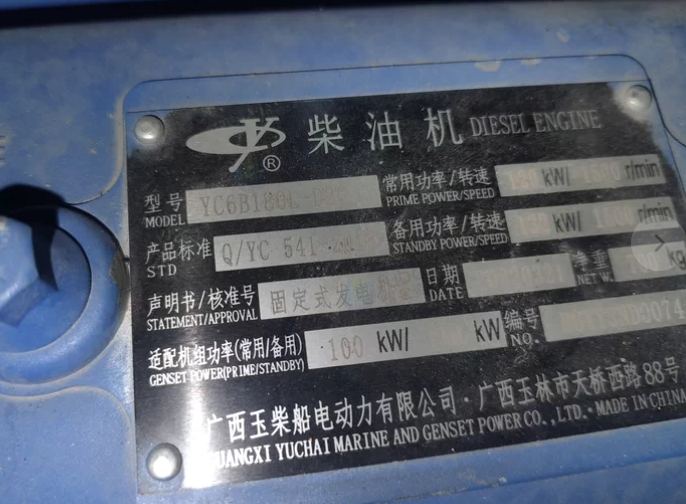 柴油机 DIESEL ENGINE
型号 常用功率/转速 kW/ r/min
MODEL PRIME POWER/SPEED
产品标准 Q/YC 541 备用功率/转速 kW/ r/min
STD STANDBY POWER/SPEED
声明书/核准号 固定式发电 日期 净重 kg
STATEMENT/APPROVAL DATE NET W.
适配机组功率(常用/备用) 100 kW/ kW 编号
GENSET POWER(PRIME/STANDBY) NO.
广西玉柴船电动力有限公司·广西玉林市天桥西路88号
GUANGXI YUCHAI MARINE AND GENSET POWER CO., LTD.·MADE IN CHINA